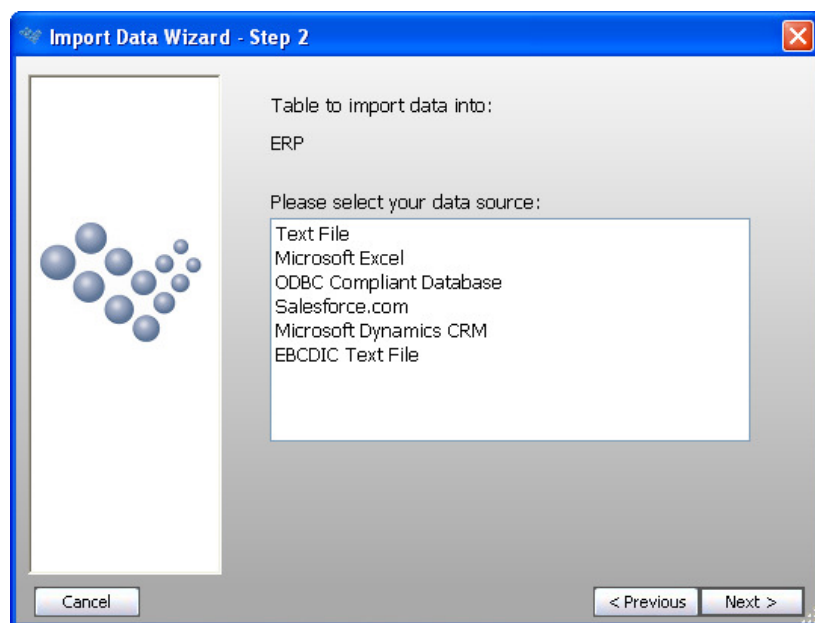 Import Data Wizard - Step 2
Table to import data into:
ERP
Please select your data source:
Text File
Microsoft Excel
ODBC Compliant Database
Salesforce.com
Microsoft Dynamics CRM
EBCDIC Text File
Cancel
< Previous
Next >